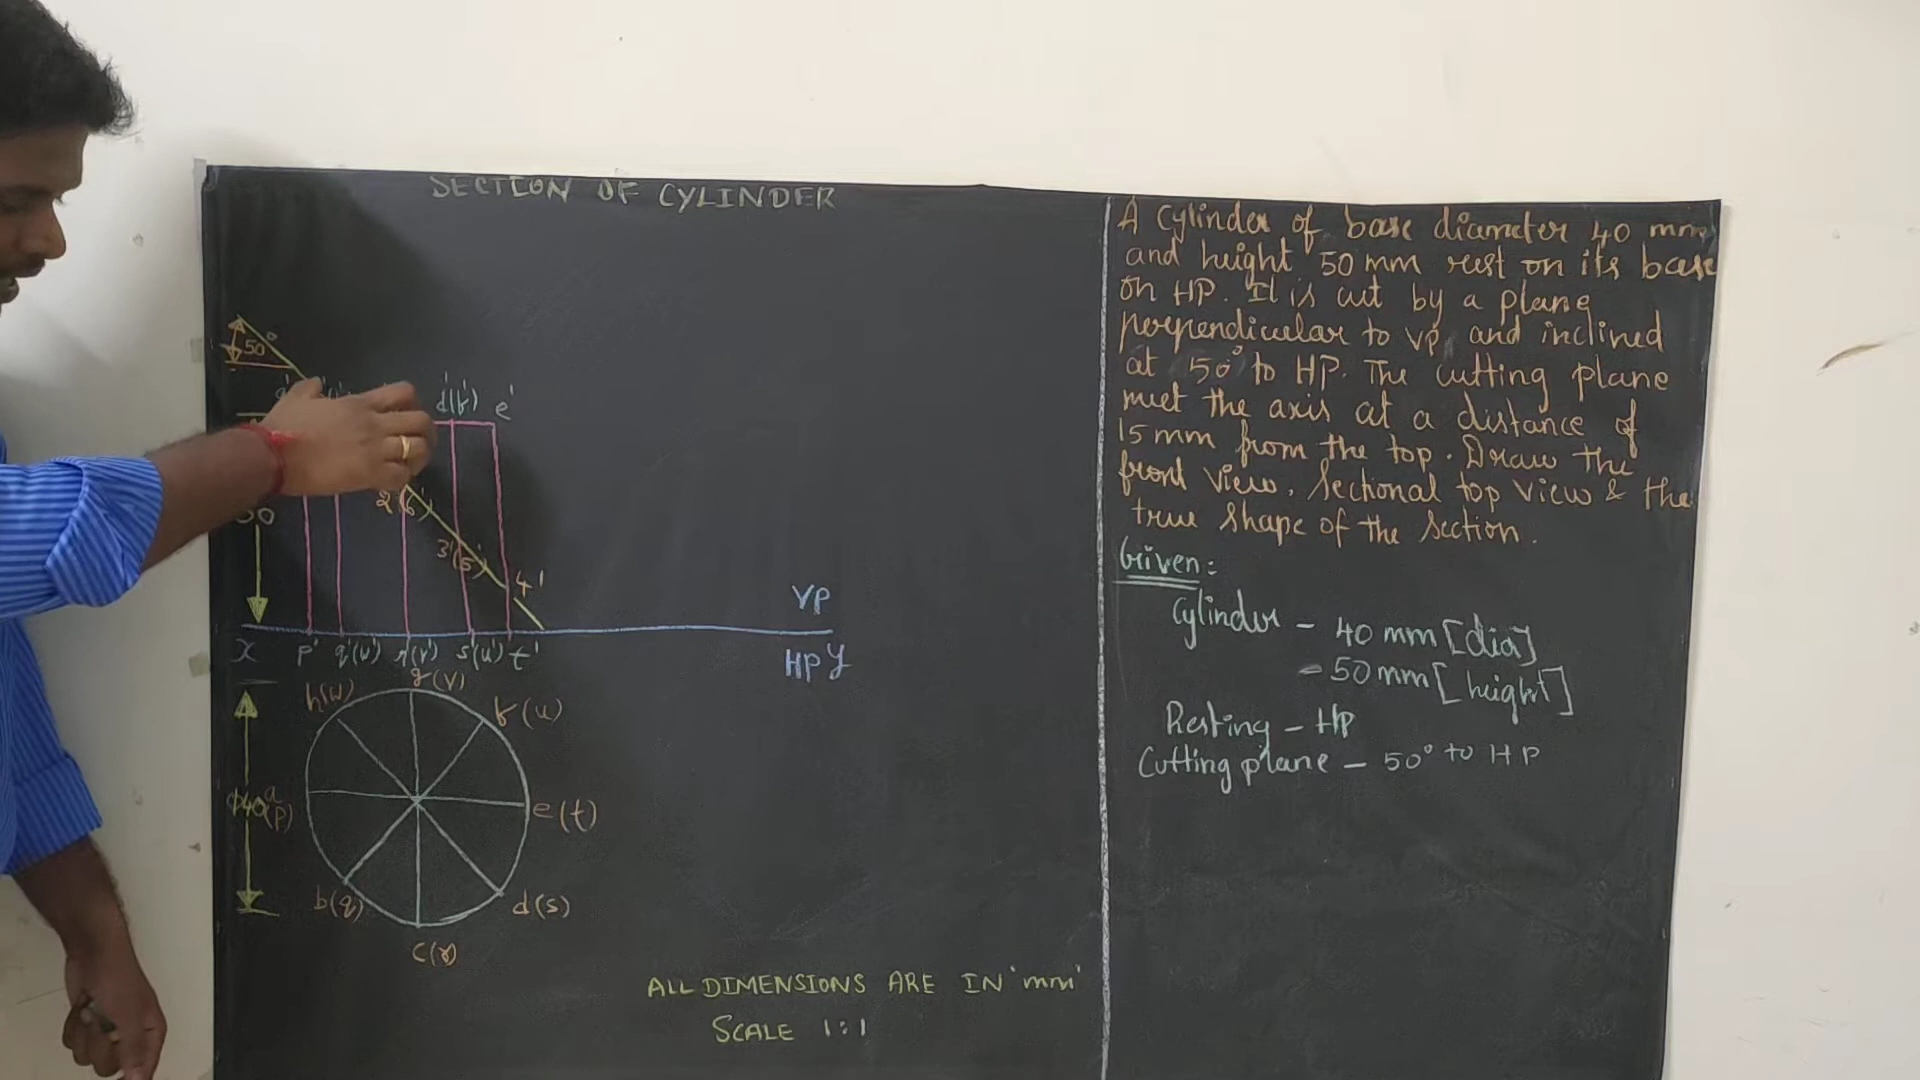 SECTION OF CYLINDER
50°
d'(f') e'
50
2'(6')
3'(5')
4'
VP
X p' q'(w') r'(v') s'(u') t'
HP Y
g(v)
h(w)
f(u)
φ40
a
(p)
e(t)
b(q)
d(s)
c(r)
ALL DIMENSIONS ARE IN 'mm'
SCALE 1:1
A cylinder of base diameter 40 mm
and height 50 mm rest on its base
on HP. It is cut by a plane
perpendicular to VP and inclined
at 50° to HP. The cutting plane
meet the axis at a distance of
15 mm from the top. Draw the
front view, Sectional top view & the
true shape of the section.
Given:
Cylinder - 40 mm [dia]
- 50 mm [height]
Resting - HP
Cutting plane - 50° to HP